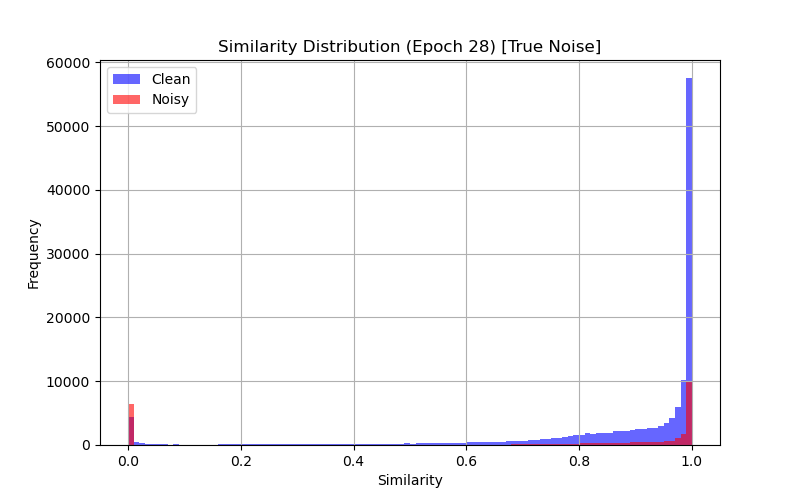 Similarity Distribution (Epoch 28) [True Noise]
Clean
Noisy
Frequency
60000
50000
40000
30000
20000
10000
0
0.0 0.2 0.4 0.6 0.8 1.0
Similarity